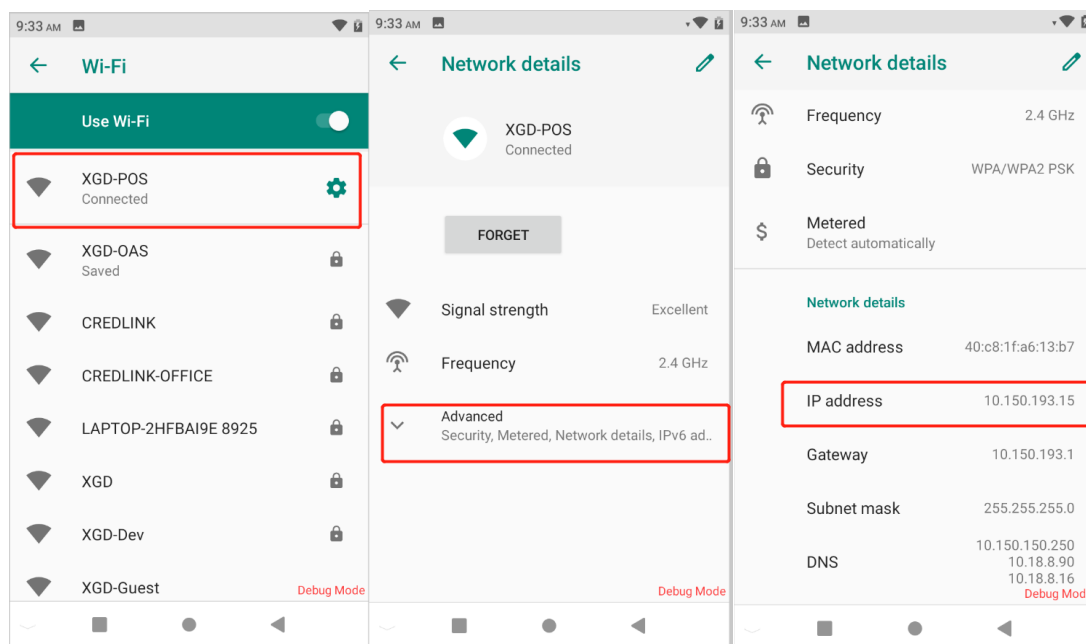 9:33 AM
Wi-Fi
Use Wi-Fi
XGD-POS
Connected
XGD-OAS
Saved
CREDLINK
CREDLINK-OFFICE
LAPTOP-2HFBAI9E 8925
XGD
XGD-Dev
XGD-Guest
Debug Mode
9:33 AM
Network details
XGD-POS
Connected
FORGET
Signal strength Excellent
Frequency 2.4 GHz
Advanced
Security, Metered, Network details, IPv6 ad..
Debug Mode
9:33 AM
Network details
Frequency 2.4 GHz
Security WPA/WPA2 PSK
$ Metered
Detect automatically
Network details
MAC address 40:c8:1f:a6:13:b7
IP address 10.150.193.15
Gateway 10.150.193.1
Subnet mask 255.255.255.0
DNS 10.150.150.250
10.18.8.90
10.18.8.16
Debug Mod